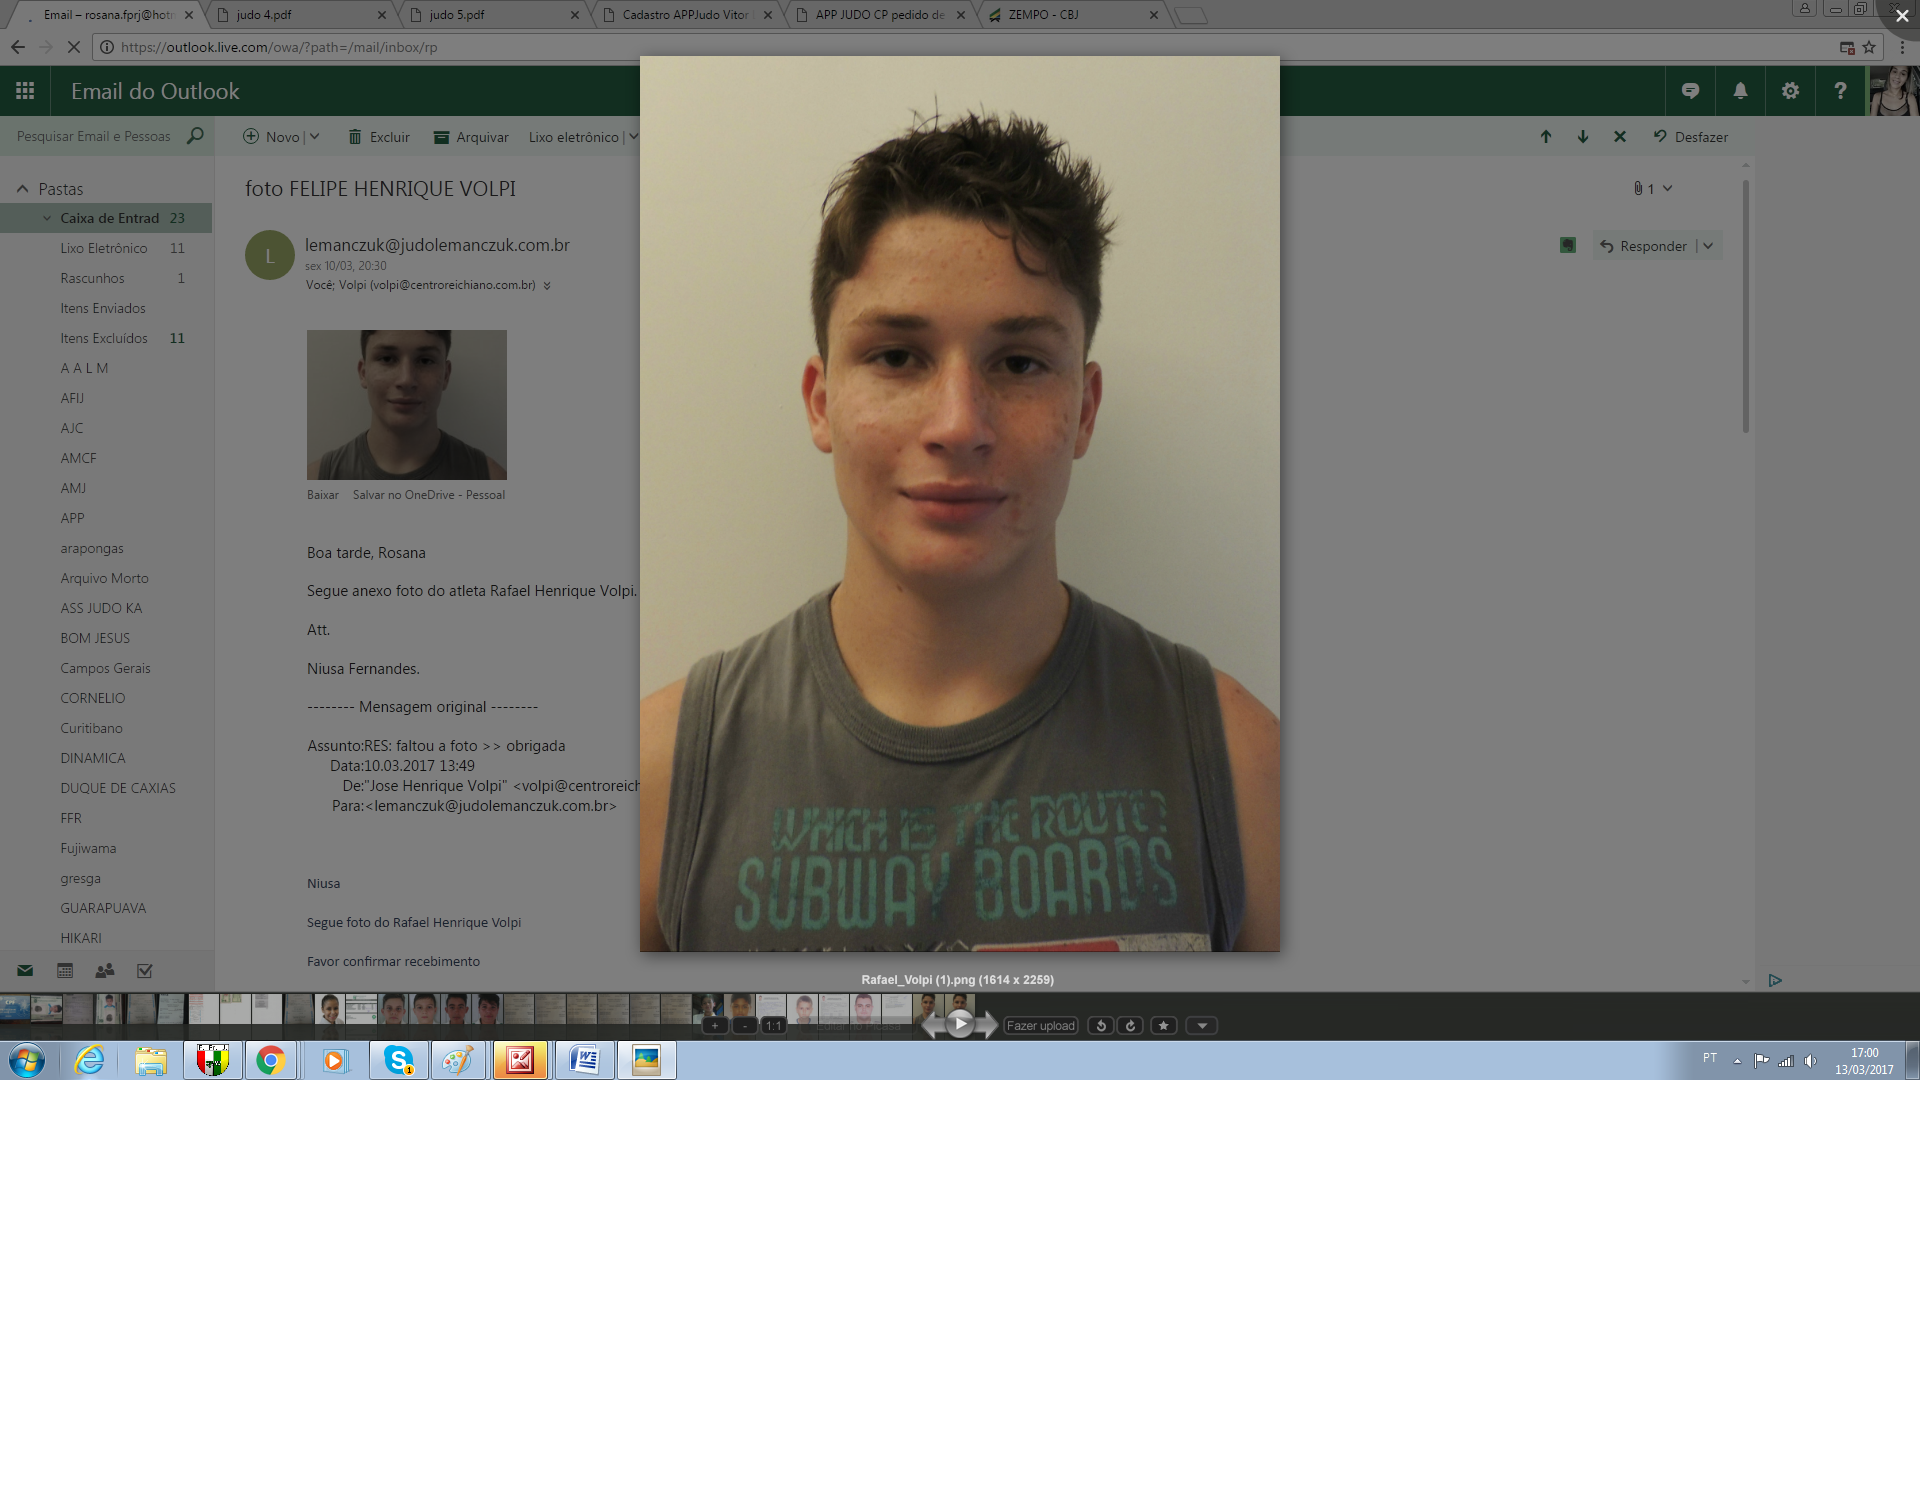 Email – rosana.fprj@hotm
judo 4.pdf
judo 5.pdf
Cadastro APPJudo Vitor
APP JUDO CP pedido de
ZEMPO - CBJ
https://outlook.live.com/owa/?path=/mail/inbox/rp
Email do Outlook
?
Pesquisar Email e Pessoas
Novo
Excluir
Arquivar
Lixo eletrônico
Desfazer
Pastas
Caixa de Entrad 23
Lixo Eletrônico 11
Rascunhos 1
Itens Enviados
Itens Excluídos 11
A A L M
AFIJ
AJC
AMCF
AMJ
APP
arapongas
Arquivo Morto
ASS JUDO KA
BOM JESUS
Campos Gerais
CORNELIO
Curitibano
DINAMICA
DUQUE DE CAXIAS
FFR
Fujiwama
gresga
GUARAPUAVA
HIKARI
foto FELIPE HENRIQUE VOLPI
1
L
lemanczuk@judolemanczuk.com.br
sex 10/03, 20:30
Você; Volpi (volpi@centroreichiano.com.br)
Responder
Baixar Salvar no OneDrive - Pessoal
Boa tarde, Rosana
Segue anexo foto do atleta Rafael Henrique Volpi.
Att.
Niusa Fernandes.
-------- Mensagem original --------
Assunto:RES: faltou a foto >> obrigada
Data:10.03.2017 13:49
De:"Jose Henrique Volpi" <volpi@centroreich
Para:<lemanczuk@judolemanczuk.com.br>
Niusa
Segue foto do Rafael Henrique Volpi
Favor confirmar recebimento
WHICH IS THE ROUTE?
SUBWAY BOARDS
Rafael_Volpi (1).png (1614 x 2259)
+ - 1:1
Editar no Picasa
Fazer upload
PT
17:00
13/03/2017